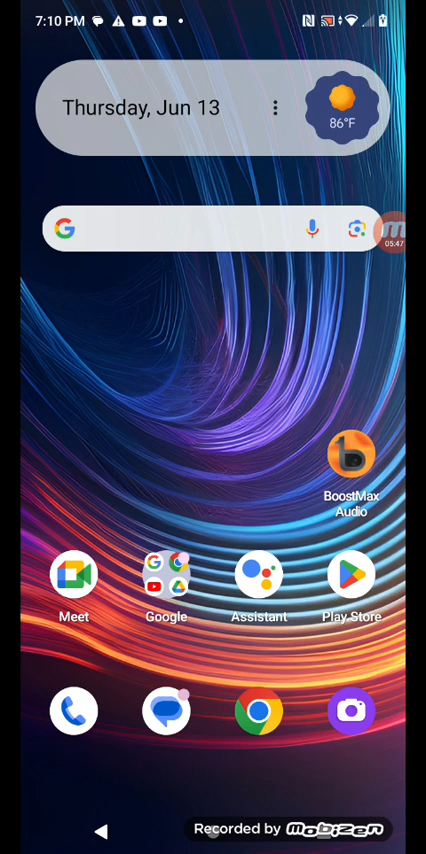 7:10 PM
Thursday, Jun 13
86°F
05:47
BoostMax
Audio
Meet
Google
Assistant
Play Store
Recorded by Mobizen